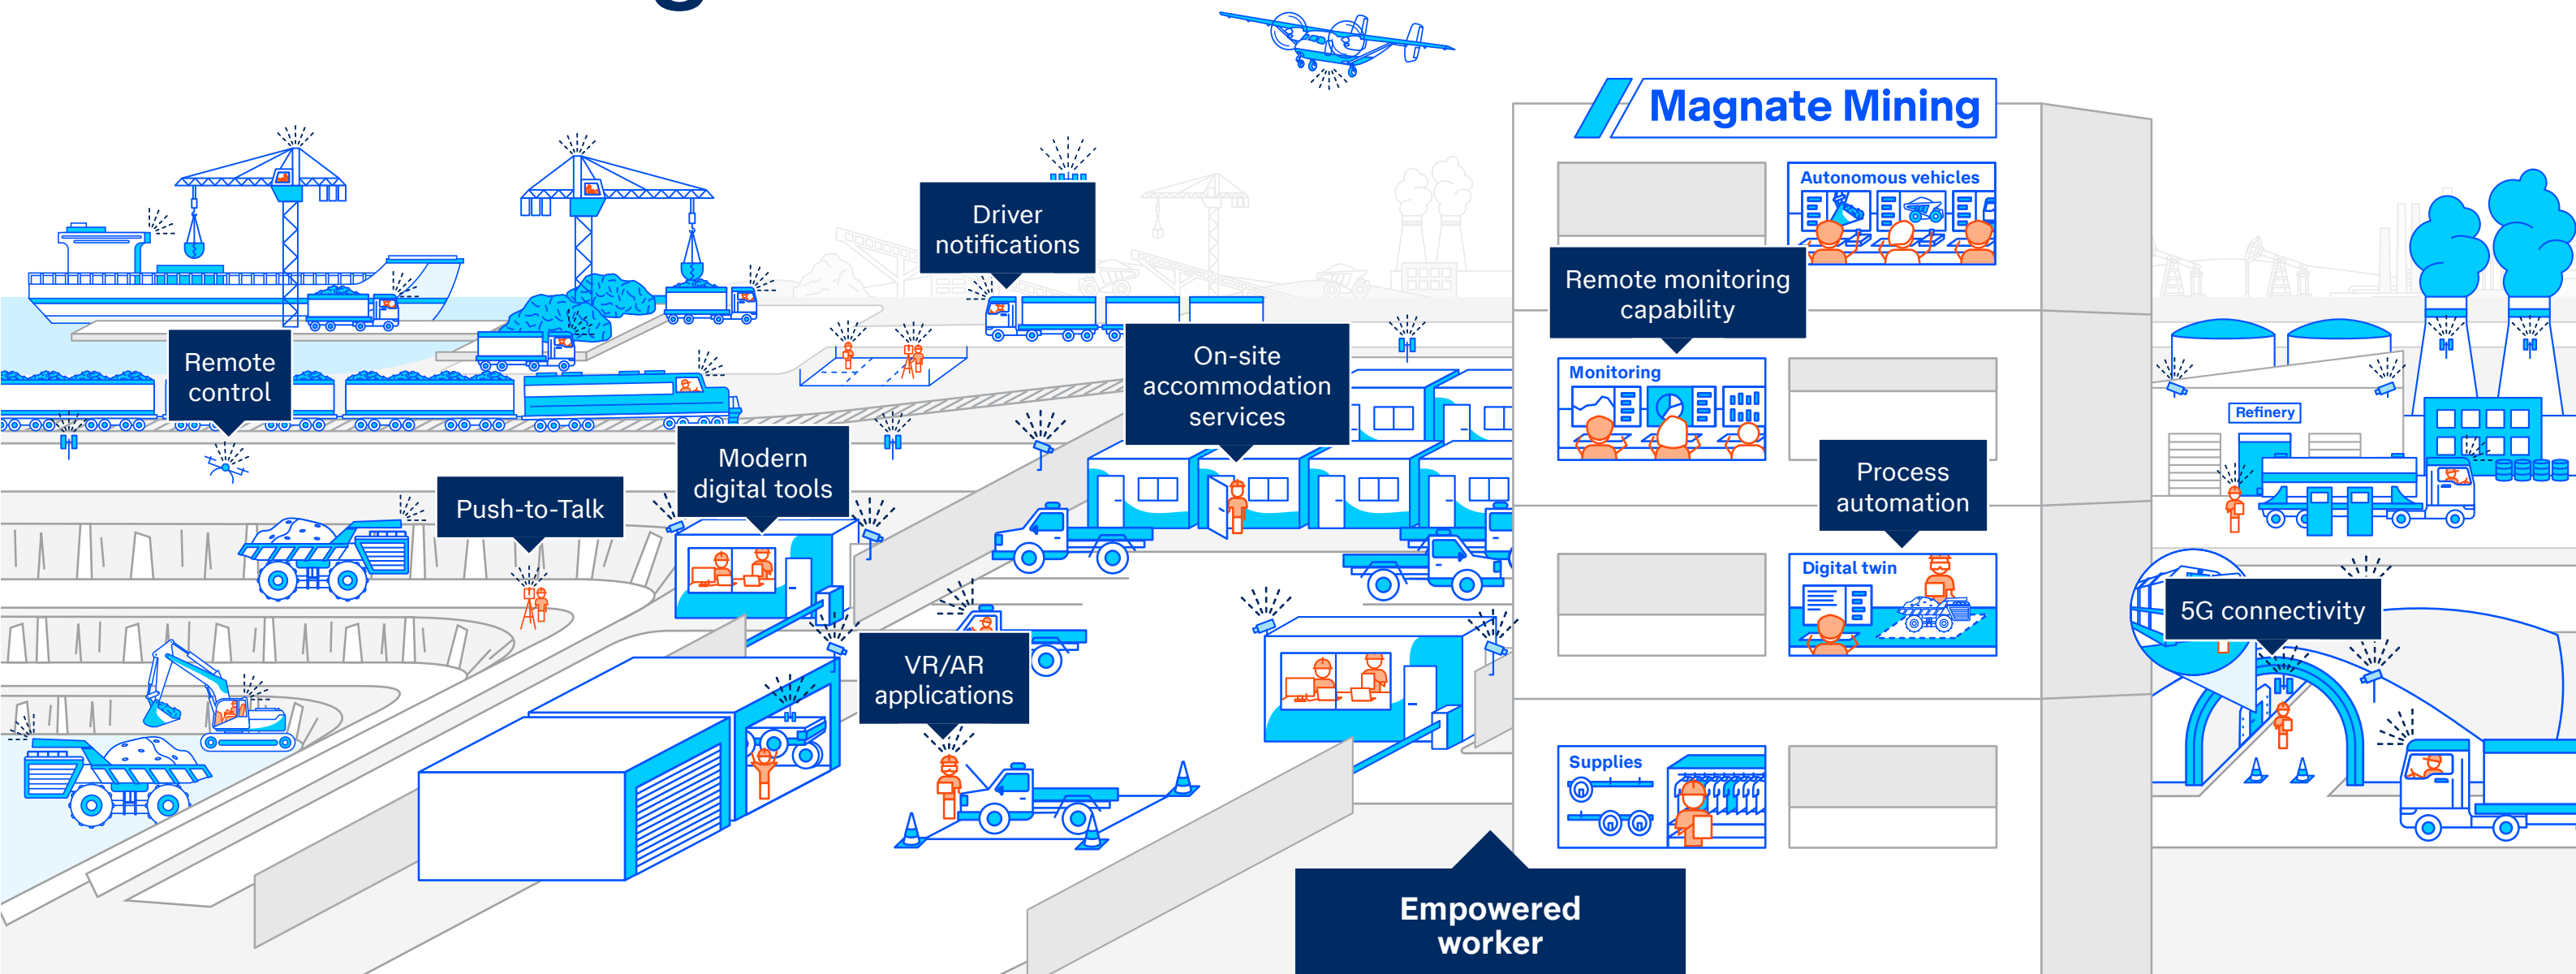 Magnate Mining
Autonomous vehicles
Driver
notifications
Remote monitoring
capability
Remote
control
On-site
accommodation
services
Monitoring
Refinery
Modern
digital tools
Process
automation
Push-to-Talk
Digital twin
5G connectivity
VR/AR
applications
Supplies
Empowered
worker